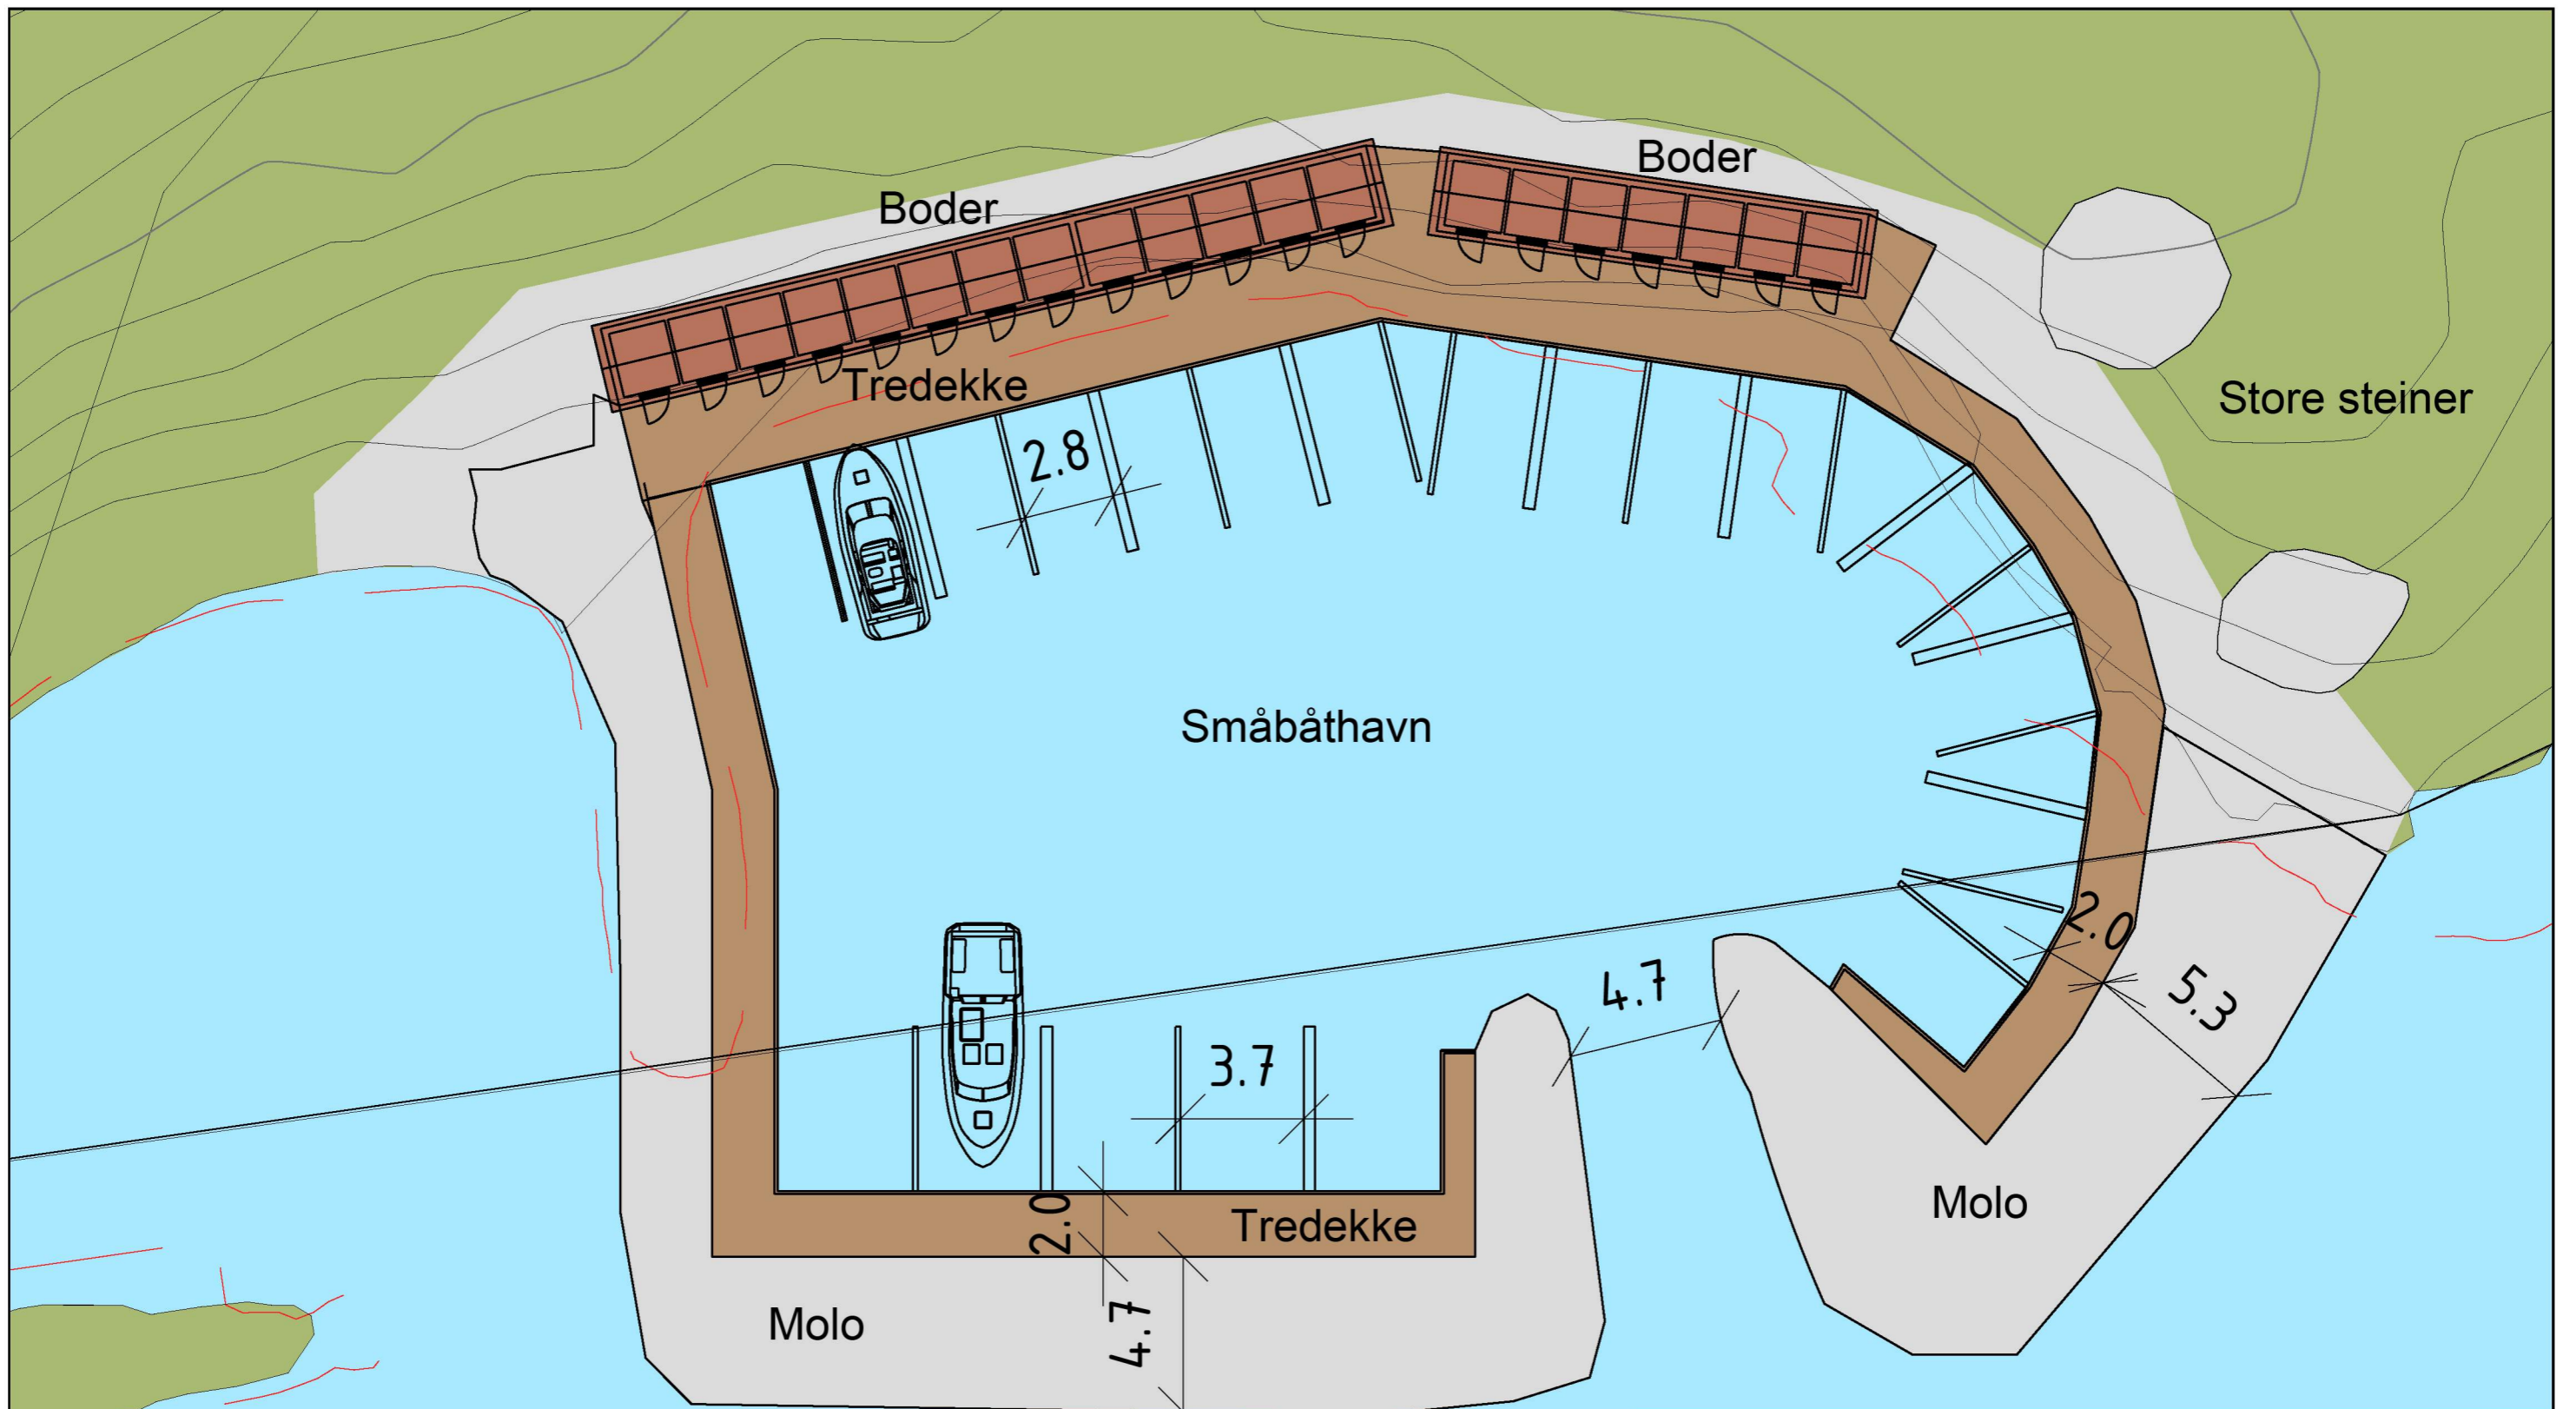 Boder
Boder
Tredekke
Store steiner
2.8
Småbåthavn
2.0
4.7
5.3
3.7
2.0
Tredekke
Molo
Molo
4.7